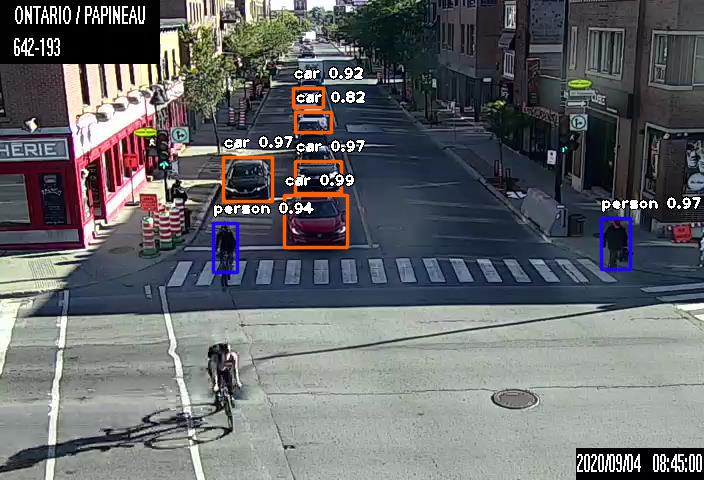 ONTARIO / PAPINEAU
642-193
car 0.92
car 0.82
car 0.97
car 0.97
car 0.99
HERIE
person 0.94
person 0.97
2020/09/04 08:45:00